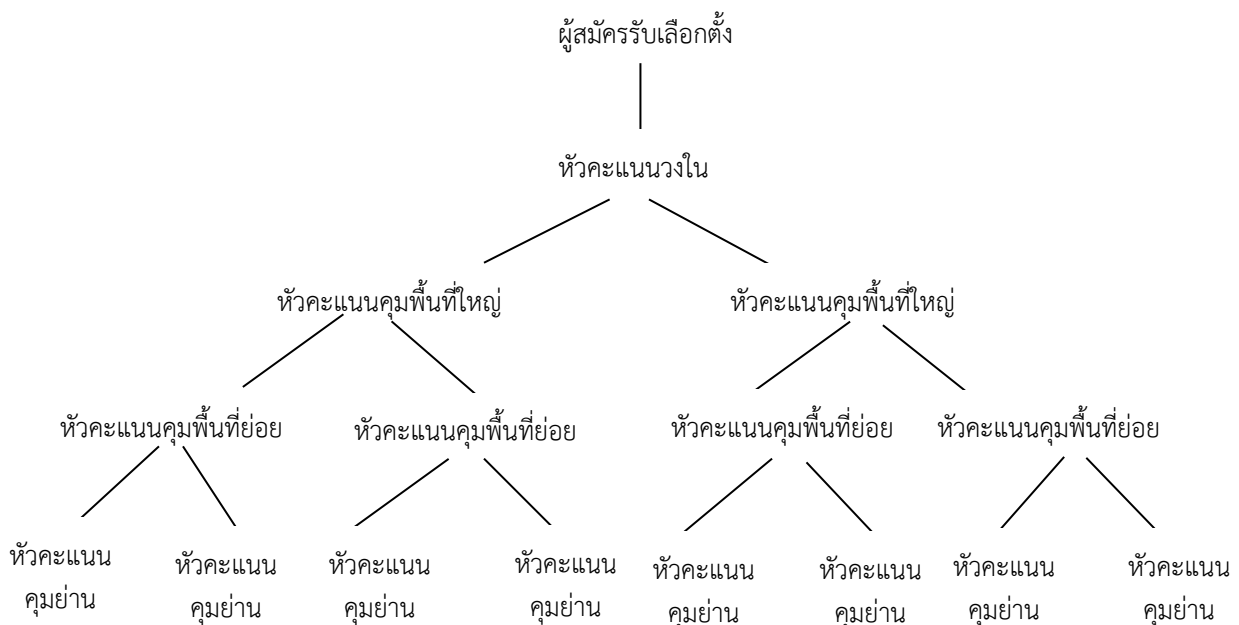 ผู้สมัครรับเลือกตั้ง
หัวคะแนนวงใน
หัวคะแนนคุมพื้นที่ใหญ่ หัวคะแนนคุมพื้นที่ใหญ่
หัวคะแนนคุมพื้นที่ย่อย หัวคะแนนคุมพื้นที่ย่อย หัวคะแนนคุมพื้นที่ย่อย หัวคะแนนคุมพื้นที่ย่อย
หัวคะแนน หัวคะแนน หัวคะแนน หัวคะแนน หัวคะแนน หัวคะแนน หัวคะแนน หัวคะแนน
คุมย่าน คุมย่าน คุมย่าน คุมย่าน คุมย่าน คุมย่าน คุมย่าน คุมย่าน